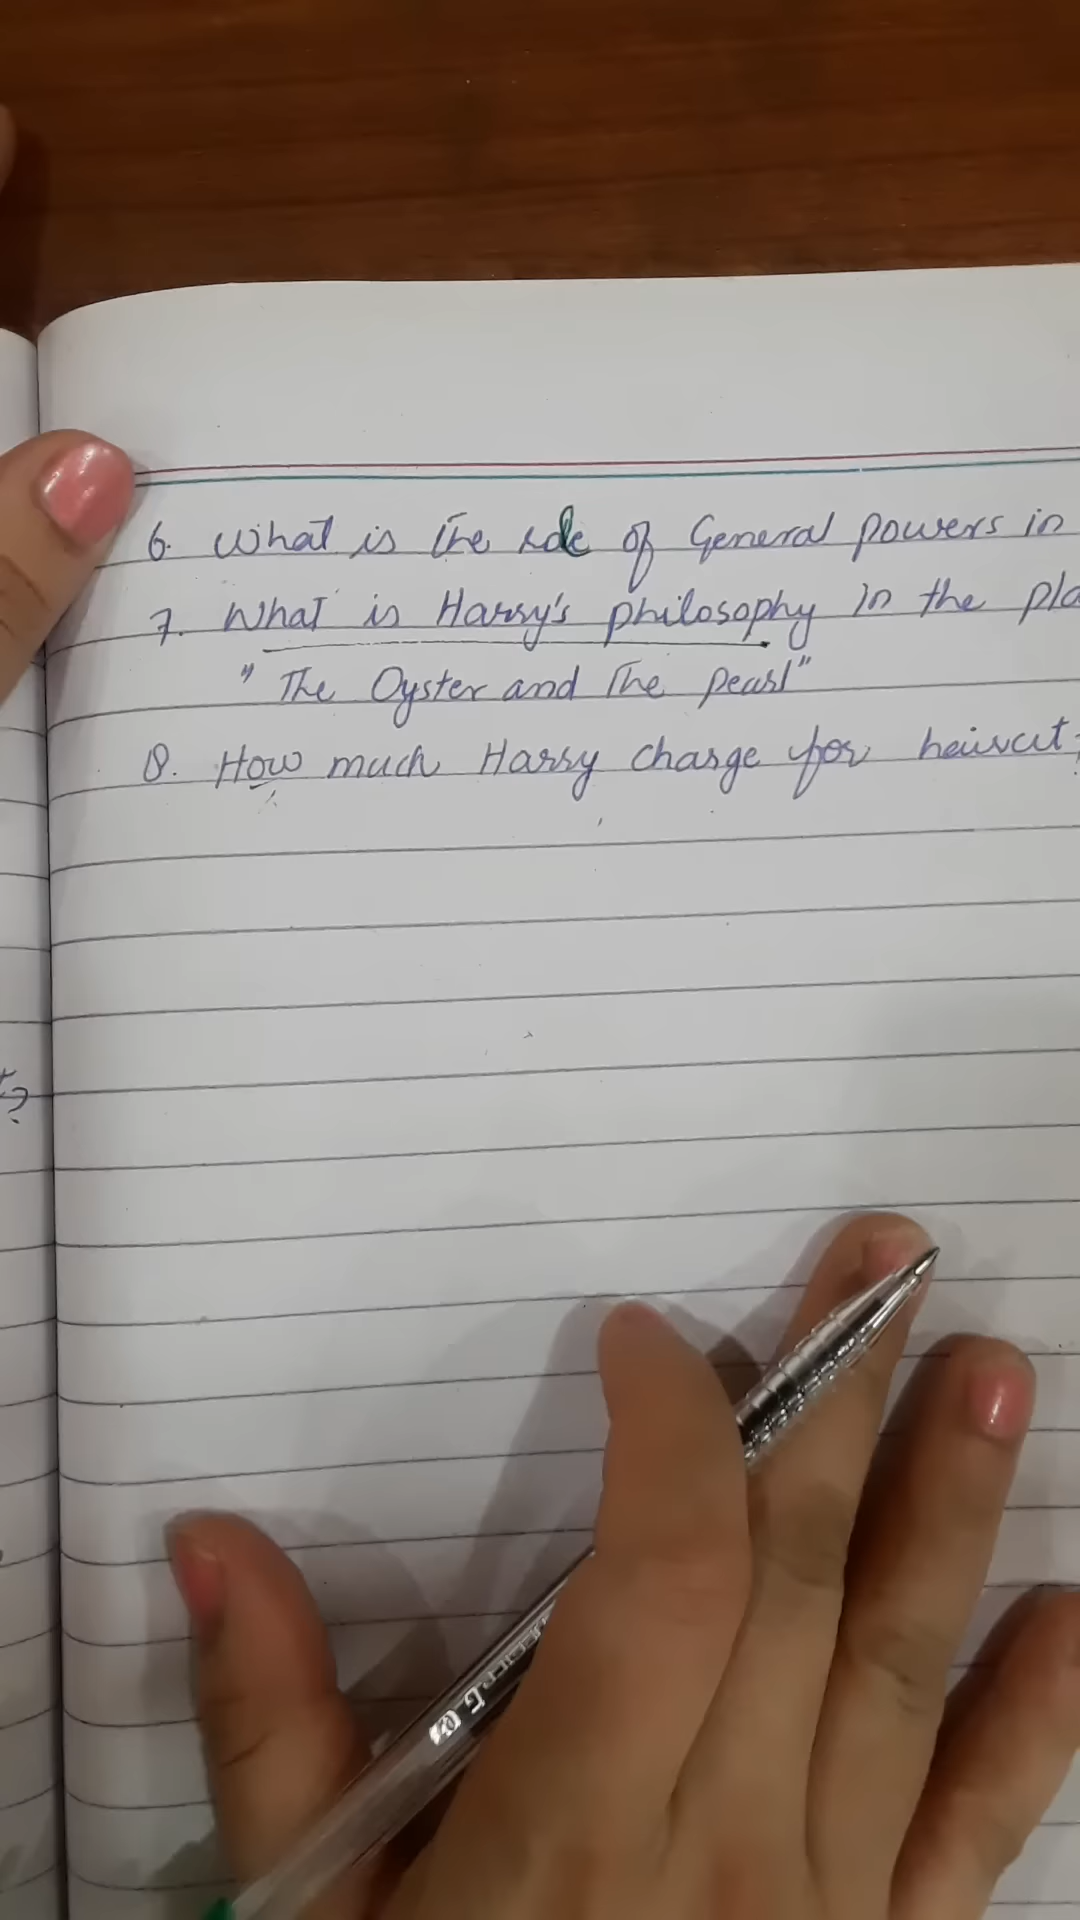 6. What is the role of General powers in
7. What is Harry's philosophy in the pla
"The Oyster and The pearl"
8. How much Harry charge for haircut?